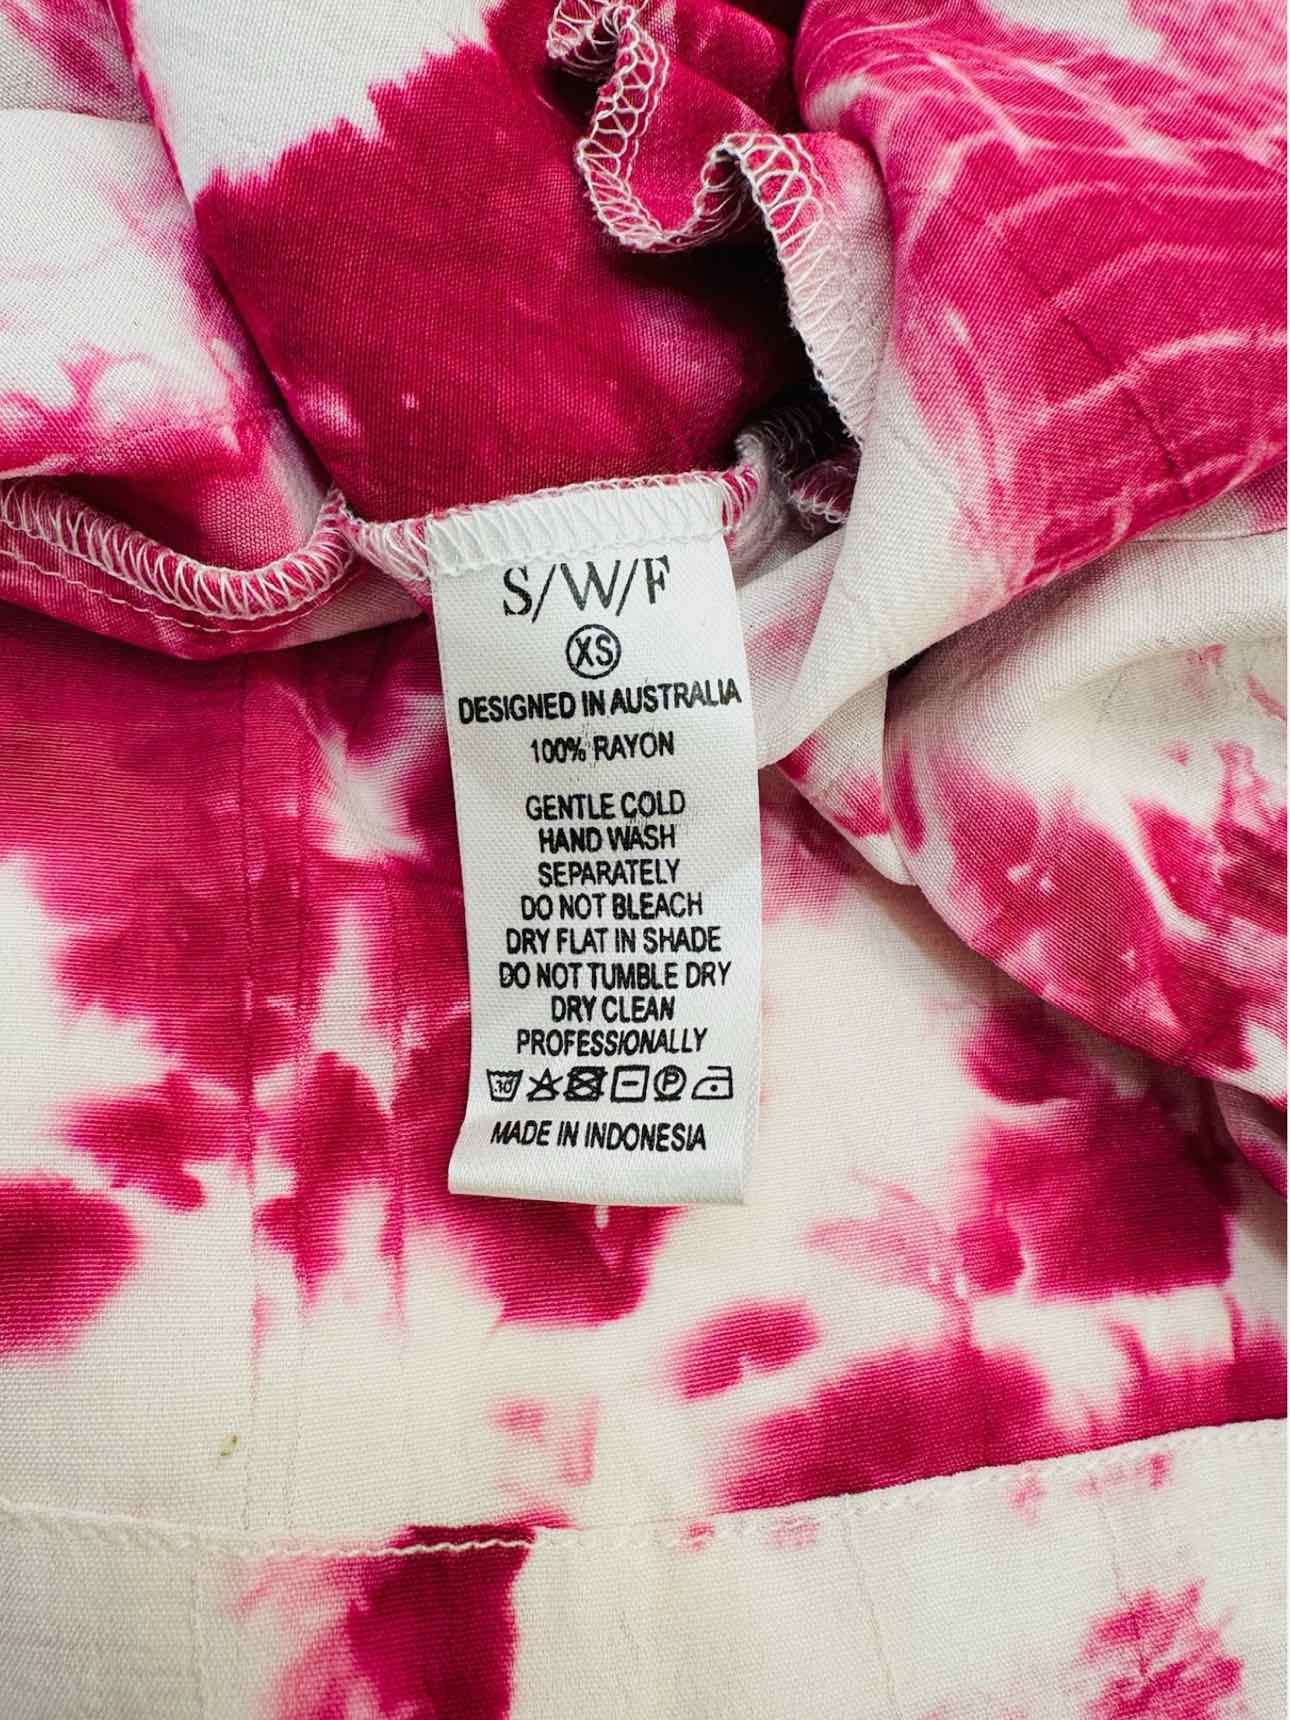 S/W/F
XS
DESIGNED IN AUSTRALIA
100% RAYON
GENTLE COLD
HAND WASH
SEPARATELY
DO NOT BLEACH
DRY FLAT IN SHADE
DO NOT TUMBLE DRY
DRY CLEAN
PROFESSIONALLY
30 P
MADE IN INDONESIA